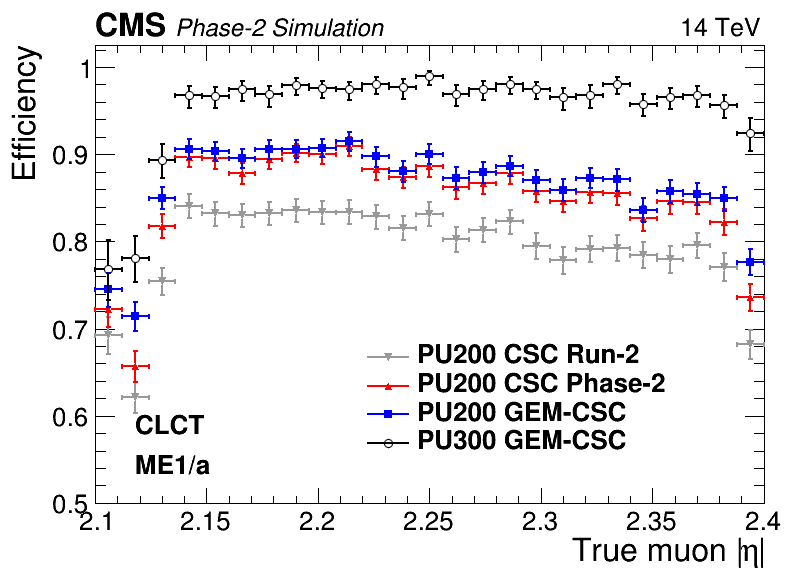 CMS Phase-2 Simulation 14 TeV
Efficiency
1
0.9
0.8
0.7
0.6
0.5
PU200 CSC Run-2
PU200 CSC Phase-2
PU200 GEM-CSC
PU300 GEM-CSC
CLCT
ME1/a
2.1 2.15 2.2 2.25 2.3 2.35 2.4
True muon |η|